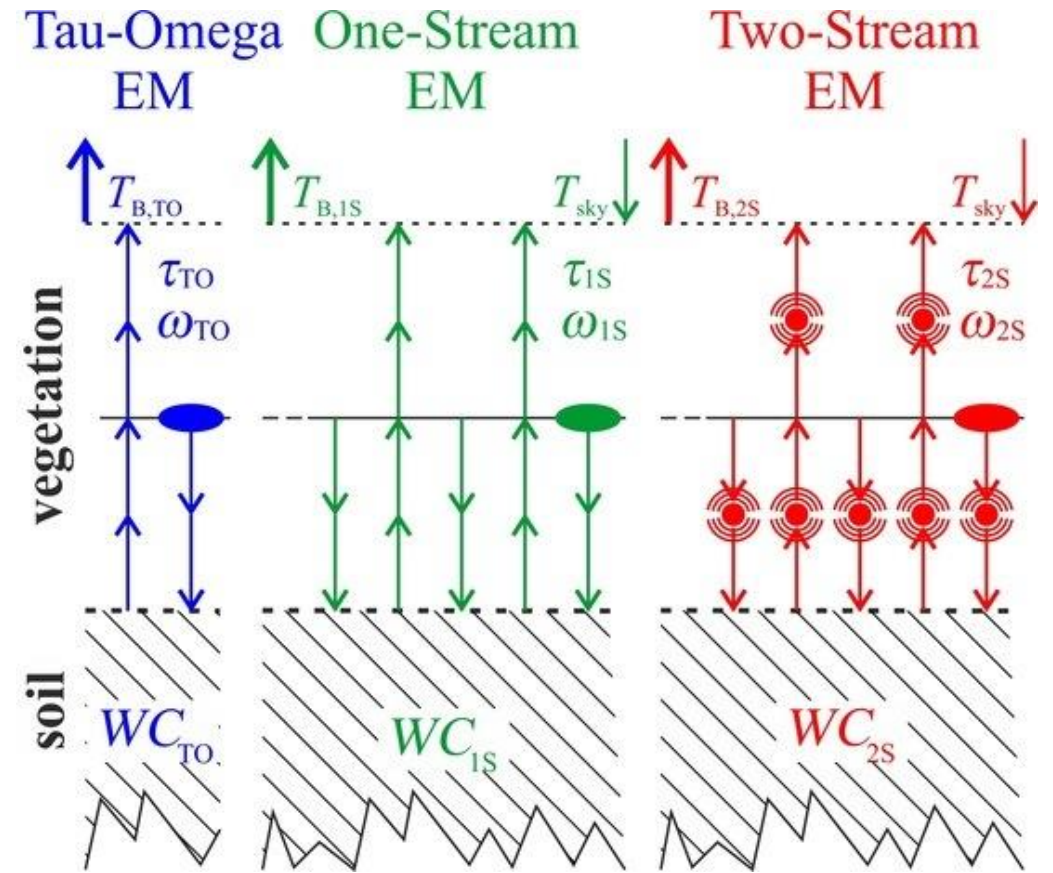 Tau-Omega EM
One-Stream EM
Two-Stream EM
T_B,TO
T_B,1S
T_sky
T_B,2S
T_sky
τ_TO
ω_TO
τ_1S
ω_1S
τ_2S
ω_2S
vegetation
soil
WC_TO
WC_1S
WC_2S